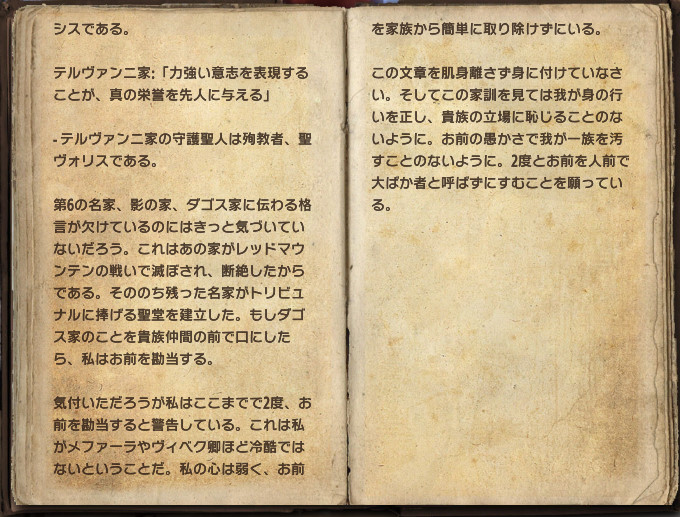 シスである。
テルヴァンニ家:「力強い意志を表現する
ことが、真の栄誉を先人に与える」
- テルヴァンニ家の守護聖人は殉教者、聖
ヴォリスである。
第6の名家、影の家、ダゴス家に伝わる格
言が欠けているのにはきっと気づいてい
ないだろう。これはあの家がレッドマウ
ンテンの戦いで滅ぼされ、断絶したから
である。そののち残った名家がトリビュ
ナルに捧げる聖堂を建立した。もしダゴ
ス家のことを貴族仲間の前で口にした
ら、私はお前を勘当する。
気付いただろうが私はここまでで2度、お
前を勘当すると警告している。これは私
がメファーラやヴィベク卿ほど冷酷では
ないということだ。私の心は弱く、お前
を家族から簡単に取り除けずにいる。
この文章を肌身離さず身に付けていなさ
い。そしてこの家訓を見ては我が身の行
いを正し、貴族の立場に恥じることのな
いように。お前の愚かさで我が一族を汚
すことのないように。2度とお前を人前で
大ばか者と呼ばずにすむことを願ってい
る。